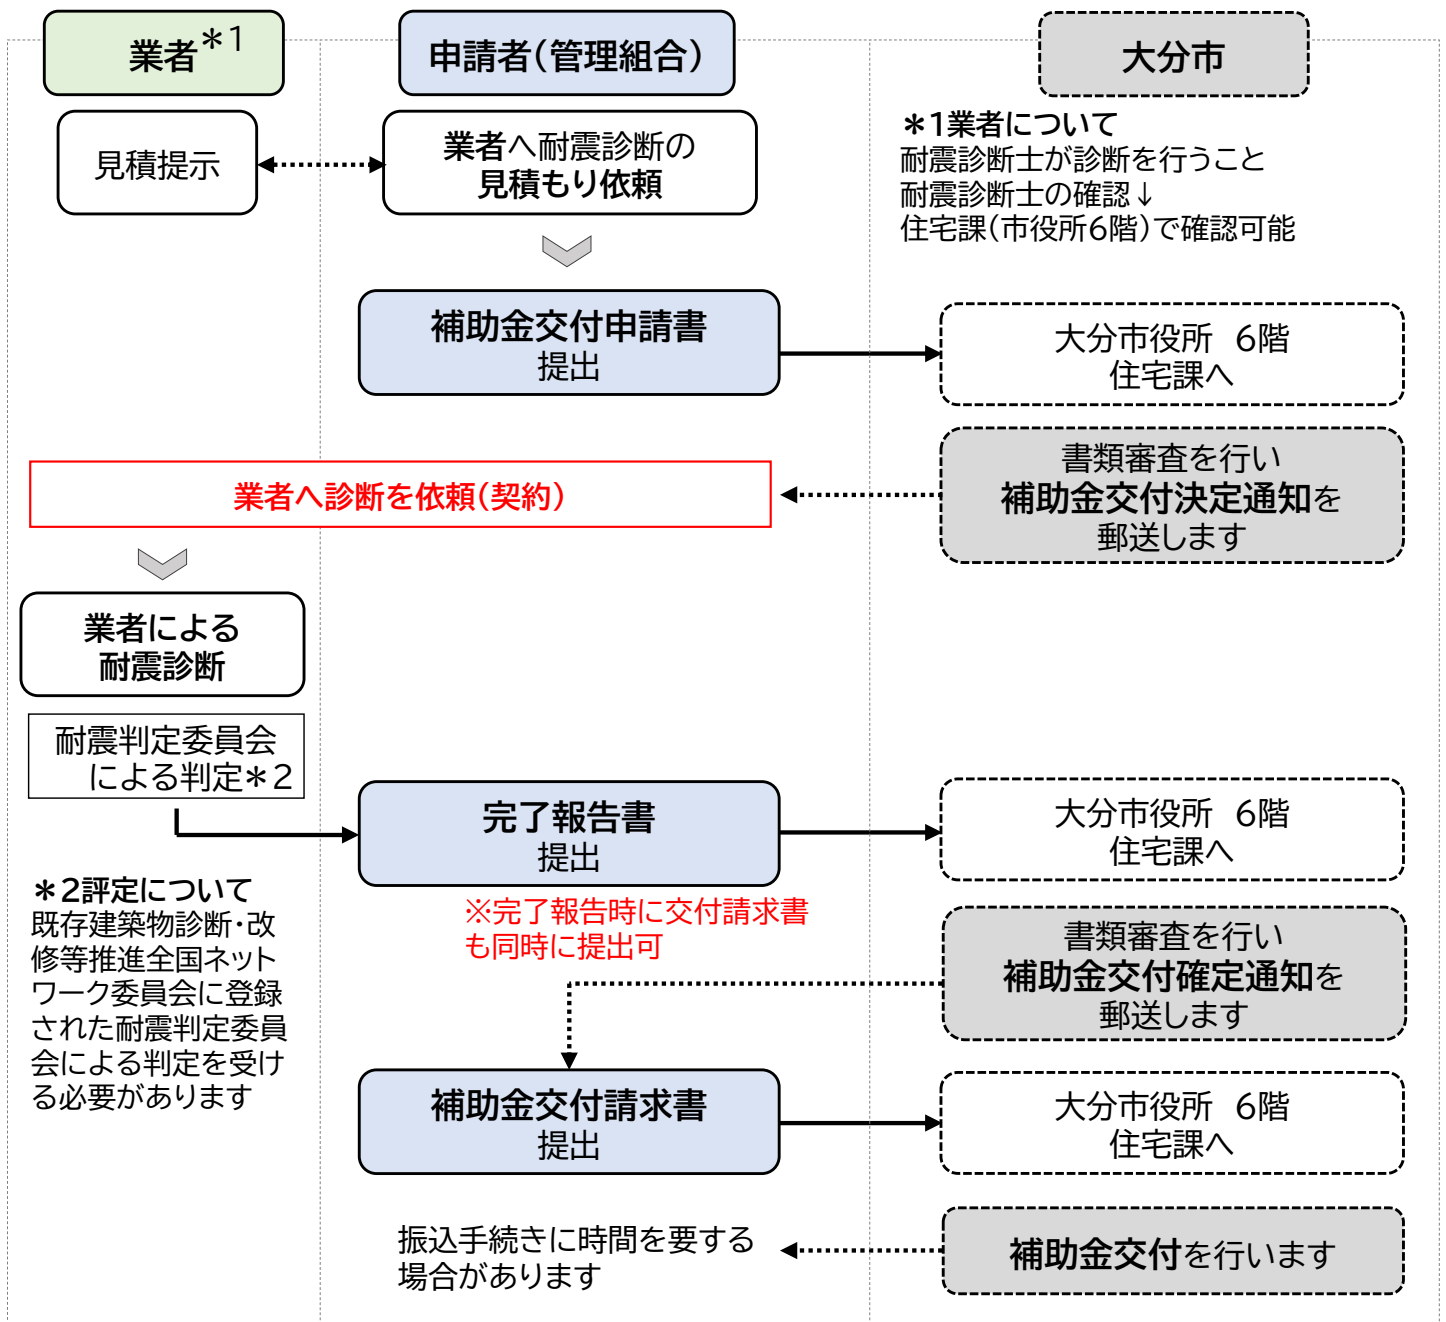 業者＊1
申請者（管理組合）
大分市
見積提示
業者へ耐震診断の
見積もり依頼
＊1業者について
耐震診断士が診断を行うこと
耐震診断士の確認↓
住宅課（市役所6階）で確認可能
補助金交付申請書
提出
大分市役所　6階
住宅課へ
書類審査を行い
補助金交付決定通知を
郵送します
業者へ診断を依頼（契約）
業者による
耐震診断
耐震判定委員会
による判定＊2
完了報告書
提出
大分市役所　6階
住宅課へ
※完了報告時に交付請求書
も同時に提出可
＊2評定について
既存建築物診断・改
修等推進全国ネット
ワーク委員会に登録
された耐震判定委員
会による判定を受け
る必要があります
書類審査を行い
補助金交付確定通知を
郵送します
補助金交付請求書
提出
大分市役所　6階
住宅課へ
振込手続きに時間を要する
場合があります
補助金交付を行います